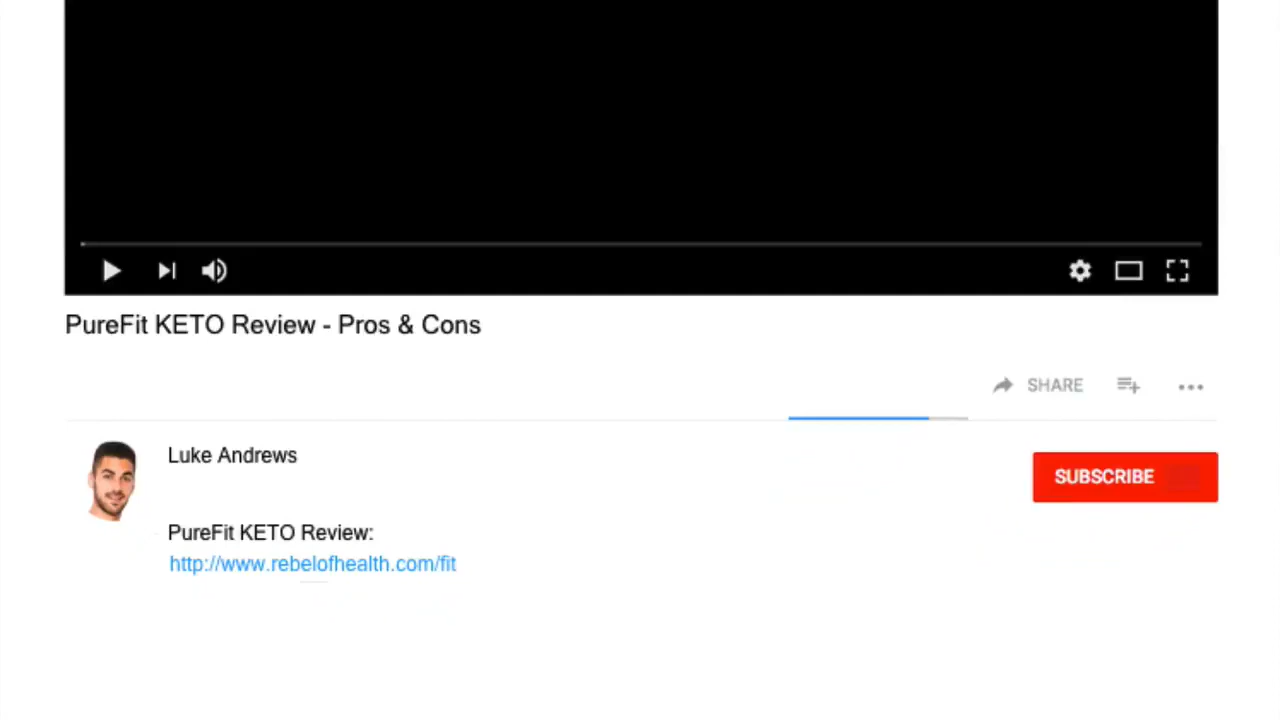 PureFit KETO Review - Pros & Cons
SHARE
Luke Andrews
SUBSCRIBE
PureFit KETO Review:
http://www.rebelofhealth.com/fit